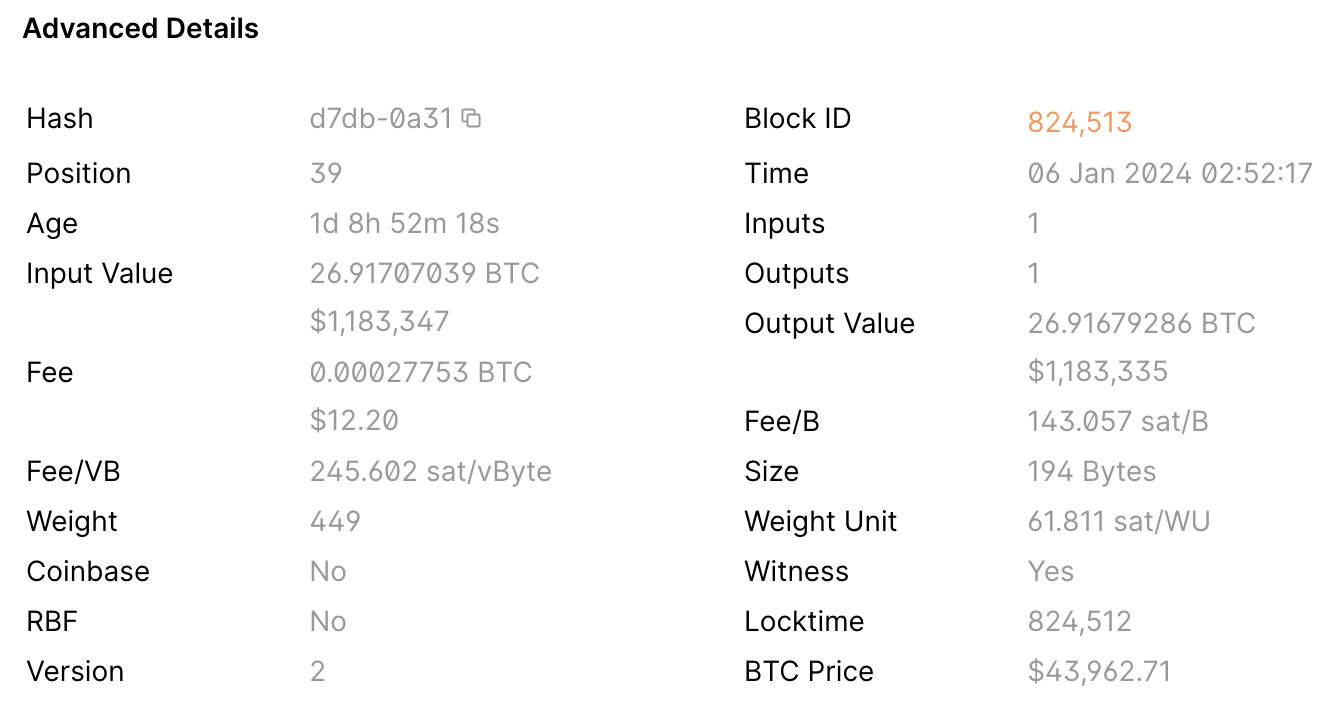 Advanced Details
Hash d7db-0a31 Block ID 824,513
Position 39 Time 06 Jan 2024 02:52:17
Age 1d 8h 52m 18s Inputs 1
Input Value 26.91707039 BTC Outputs 1
$1,183,347 Output Value 26.91679286 BTC
Fee 0.00027753 BTC $1,183,335
$12.20 Fee/B 143.057 sat/B
Fee/VB 245.602 sat/vByte Size 194 Bytes
Weight 449 Weight Unit 61.811 sat/WU
Coinbase No Witness Yes
RBF No Locktime 824,512
Version 2 BTC Price $43,962.71